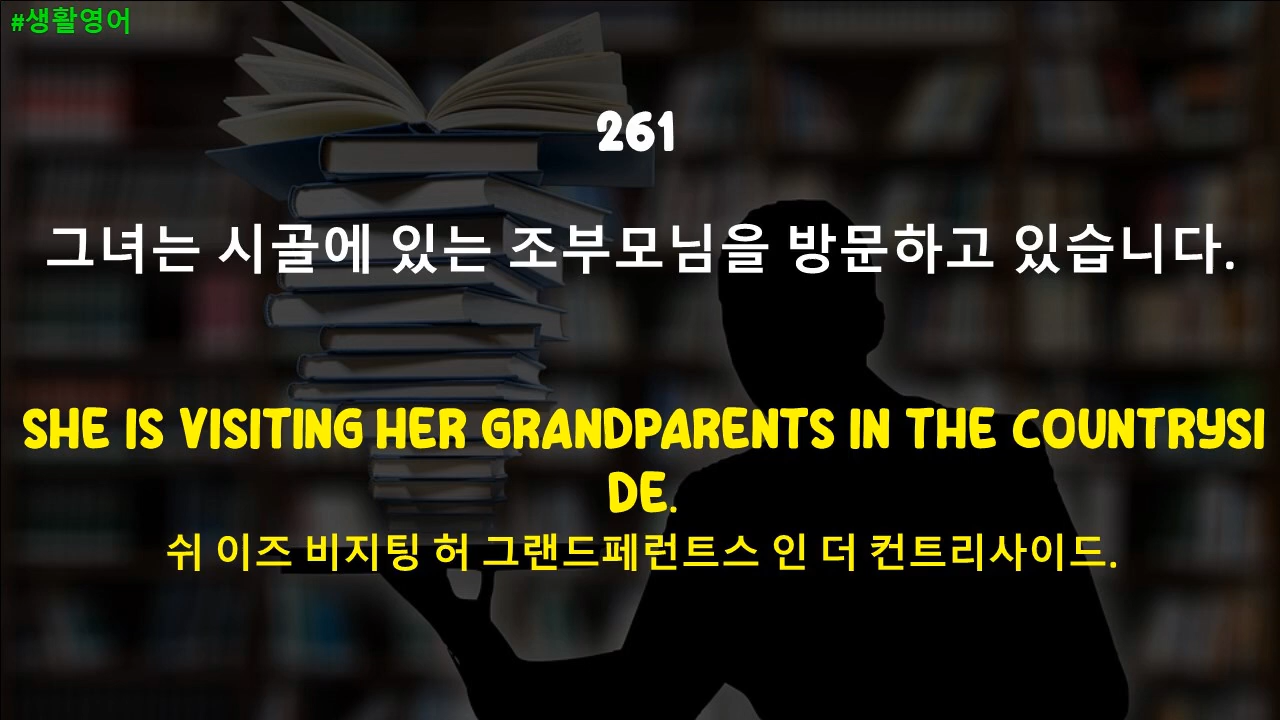 #생활영어
261
그녀는 시골에 있는 조부모님을 방문하고 있습니다.
SHE IS VISITING HER GRANDPARENTS IN THE COUNTRYSI
DE.
쉬 이즈 비지팅 허 그랜드페런트스 인 더 컨트리사이드.